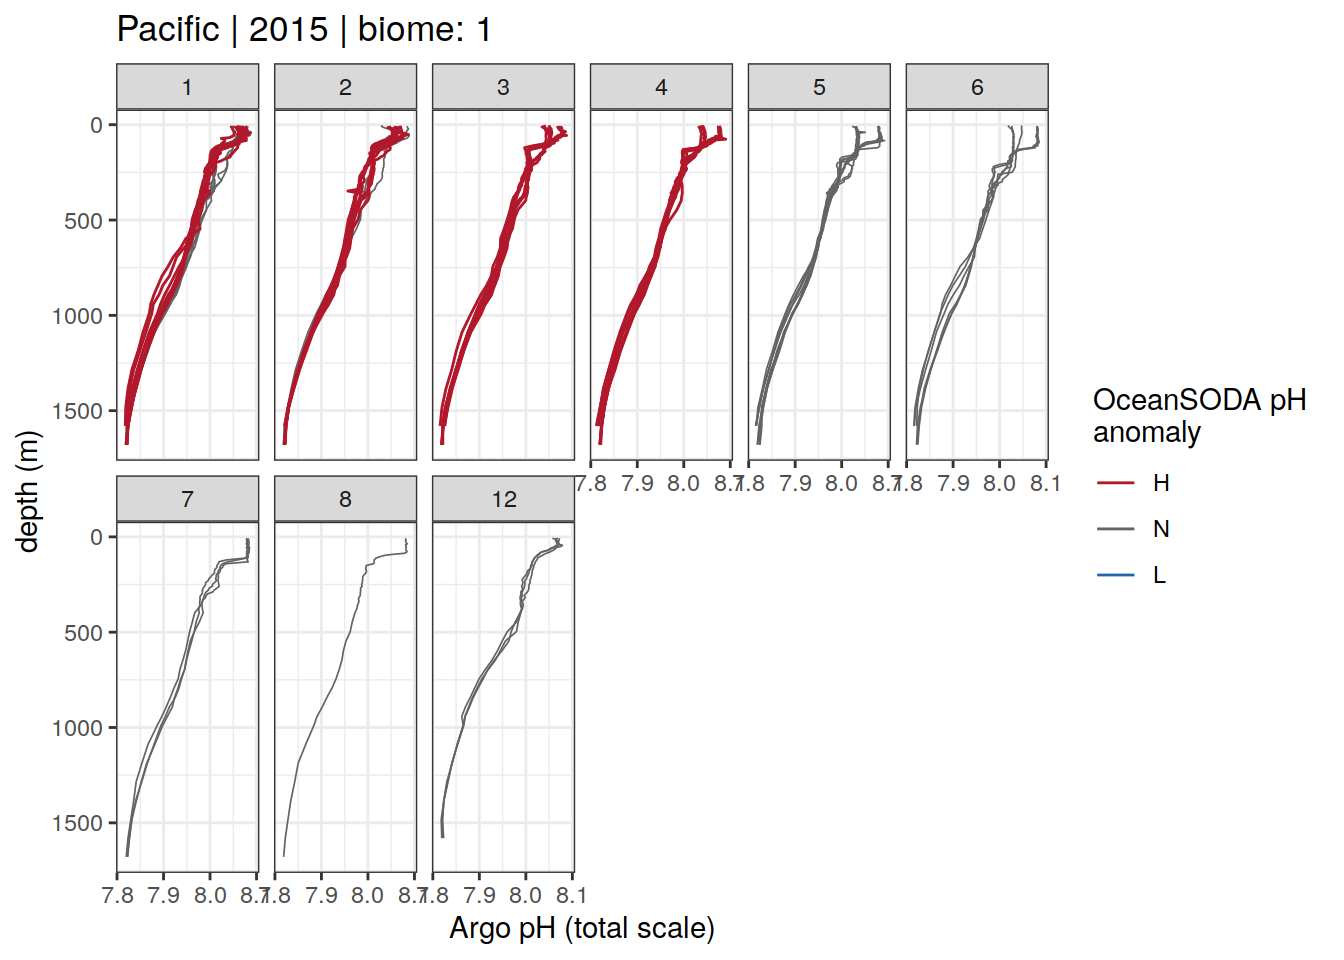 Pacific | 2015 | biome: 1
1 2 3 4 5 6
0
500
1000
1500
7.8 7.9 8.0 8.1 7.8 7.9 8.0 8.1 7.8 7.9 8.0 8.1
7 8 12
0
500
1000
1500
7.8 7.9 8.0 8.1 7.8 7.9 8.0 8.1 7.8 7.9 8.0 8.1
Argo pH (total scale)
depth (m)
OceanSODA pH
anomaly
H
N
L